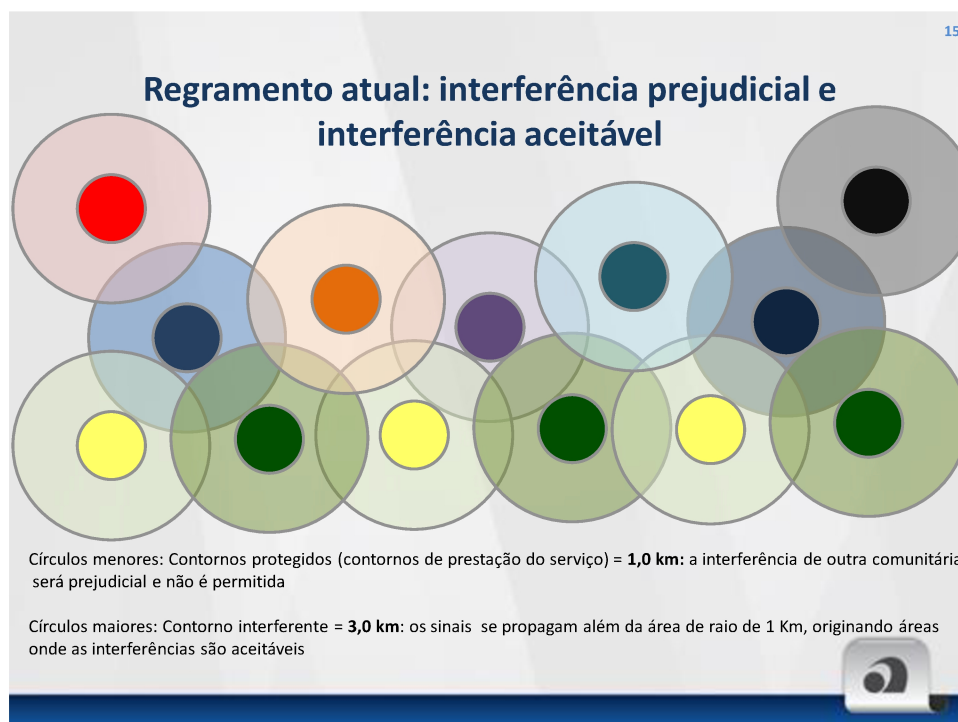 15
Regramento atual: interferência prejudicial e
interferência aceitável
Círculos menores: Contornos protegidos (contornos de prestação do serviço) = 1,0 km: a interferência de outra comunitária
será prejudicial e não é permitida
Círculos maiores: Contorno interferente = 3,0 km: os sinais se propagam além da área de raio de 1 Km, originando áreas
onde as interferências são aceitáveis